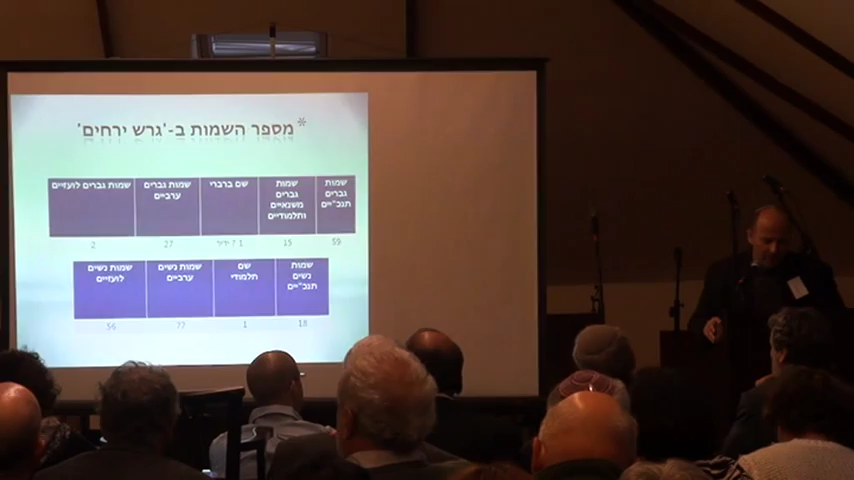 *מספר השמות ב-'גרש ירחים'
שמות גברים תנכ"יים
שמות גברים משנאיים ותלמודיים
שם ברברי
שמות גברים ערביים
שמות גברים לועזיים
59
15
1 / ידיר
27
2
שמות נשים תנכ"יים
שם תלמודי
שמות נשים ערביים
שמות נשים לועזיים
18
1
77
56